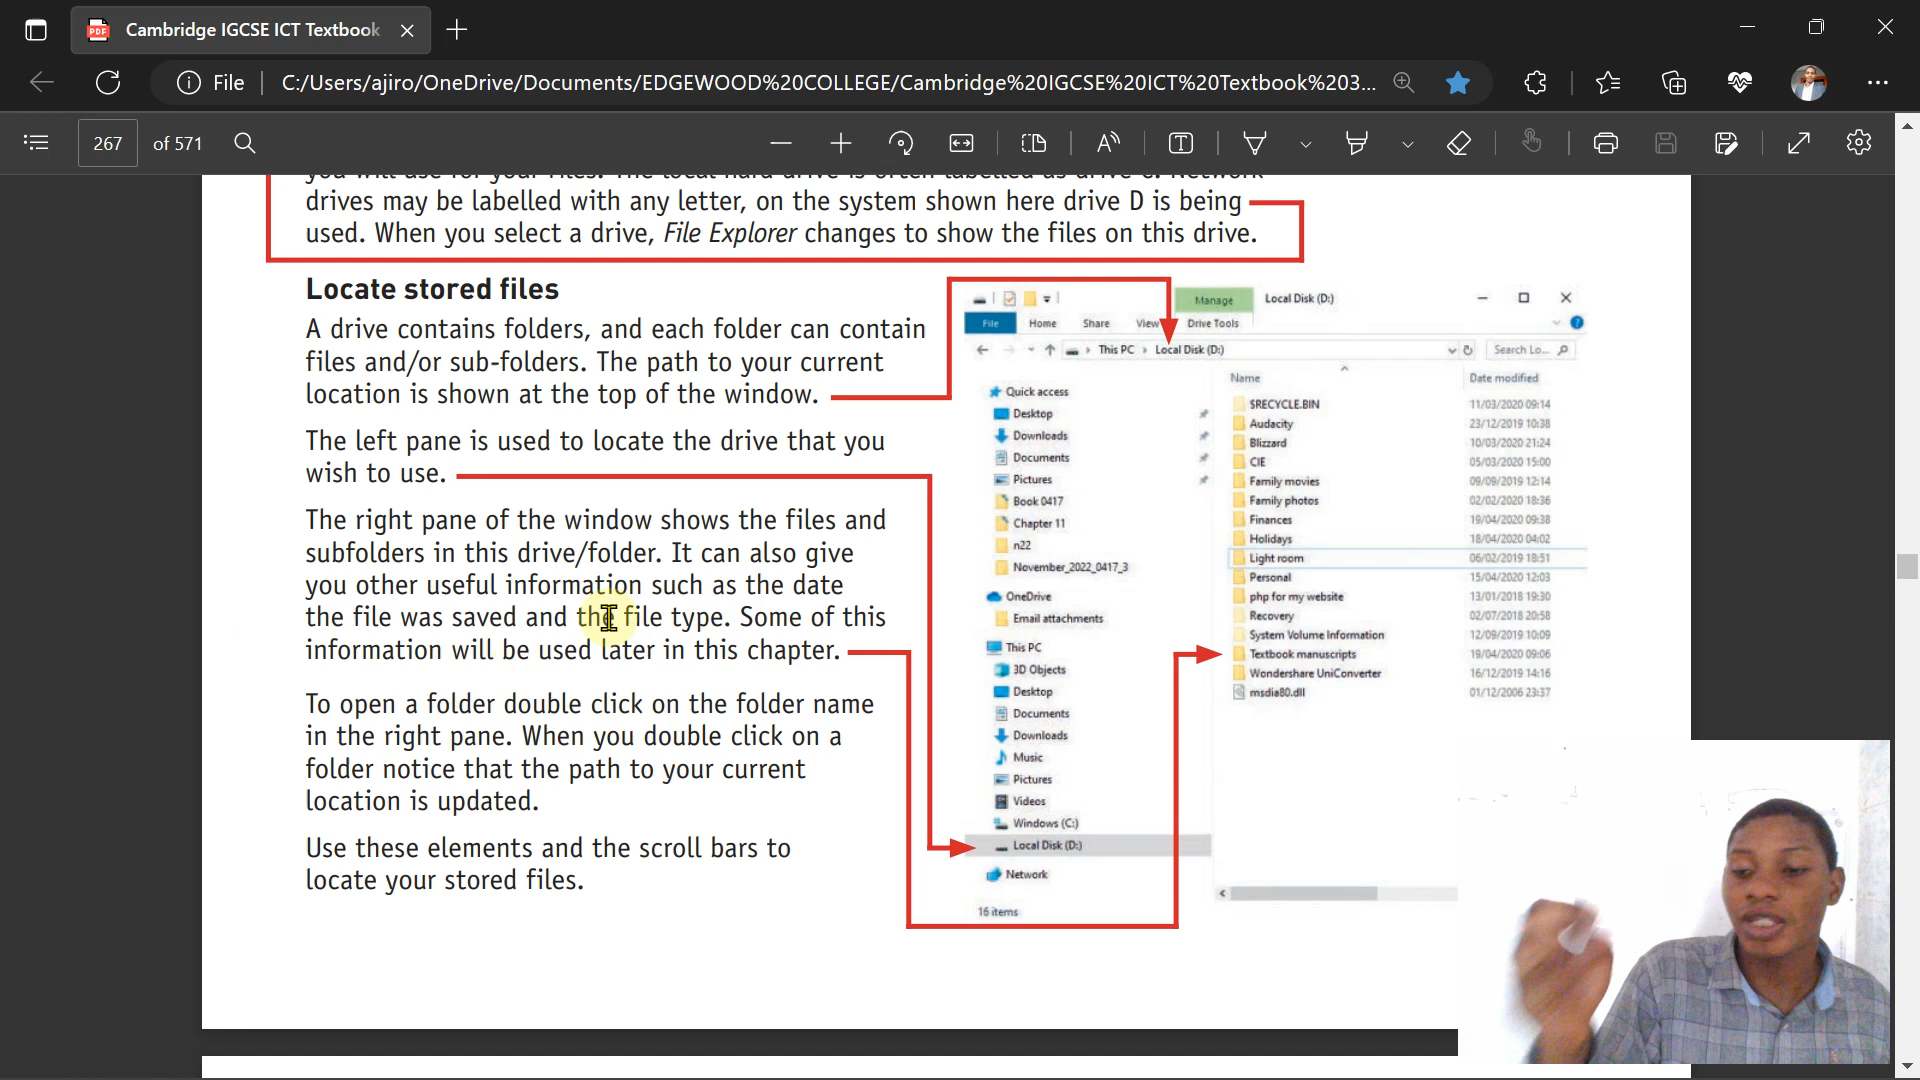 Cambridge IGCSE ICT Textbook
File
C:/Users/ajiro/OneDrive/Documents/EDGEWOOD%20COLLEGE/Cambridge%20IGCSE%20ICT%20Textbook%203...
267 of 571
you will use for your files. The local hard drive is often labelled as drive C. Network
drives may be labelled with any letter, on the system shown here drive D is being
used. When you select a drive, File Explorer changes to show the files on this drive.
Locate stored files
A drive contains folders, and each folder can contain
files and/or sub-folders. The path to your current
location is shown at the top of the window.
The left pane is used to locate the drive that you
wish to use.
The right pane of the window shows the files and
subfolders in this drive/folder. It can also give
you other useful information such as the date
the file was saved and the file type. Some of this
information will be used later in this chapter.
To open a folder double click on the folder name
in the right pane. When you double click on a
folder notice that the path to your current
location is updated.
Use these elements and the scroll bars to
locate your stored files.
Manage Local Disk (D:)
File Home Share View Drive Tools
This PC Local Disk (D:) Search Lo...
Quick access
Desktop
Downloads
Documents
Pictures
Book 0417
Chapter 11
n22
November_2022_0417_3
OneDrive
Email attachments
This PC
3D Objects
Desktop
Documents
Downloads
Music
Pictures
Videos
Windows (C:)
Local Disk (D:)
Network
16 items
Name Date modified
$RECYCLE.BIN 11/03/2020 09:14
Audacity 23/12/2019 10:38
Blizzard 10/03/2020 21:24
CIE 05/03/2020 15:00
Family movies 09/09/2019 12:14
Family photos 02/02/2020 18:36
Finances 19/04/2020 09:38
Holidays 18/04/2020 04:02
Light room 06/02/2019 18:51
Personal 15/04/2020 12:03
php for my website 13/01/2018 19:30
Recovery 02/07/2018 20:58
System Volume Information 12/09/2019 10:09
Textbook manuscripts 19/04/2020 09:06
Wondershare UniConverter 16/12/2019 14:16
msdia80.dll 01/12/2006 23:37